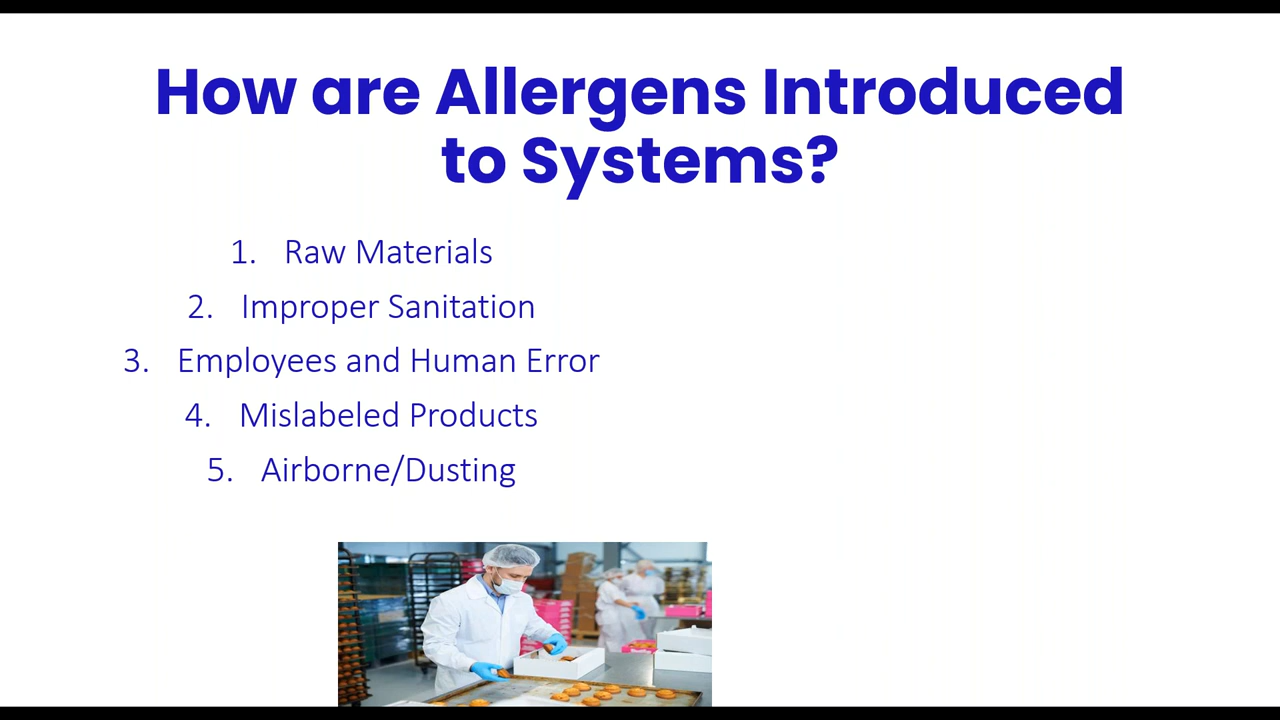 How are Allergens Introduced
to Systems?
1. Raw Materials
2. Improper Sanitation
3. Employees and Human Error
4. Mislabeled Products
5. Airborne/Dusting